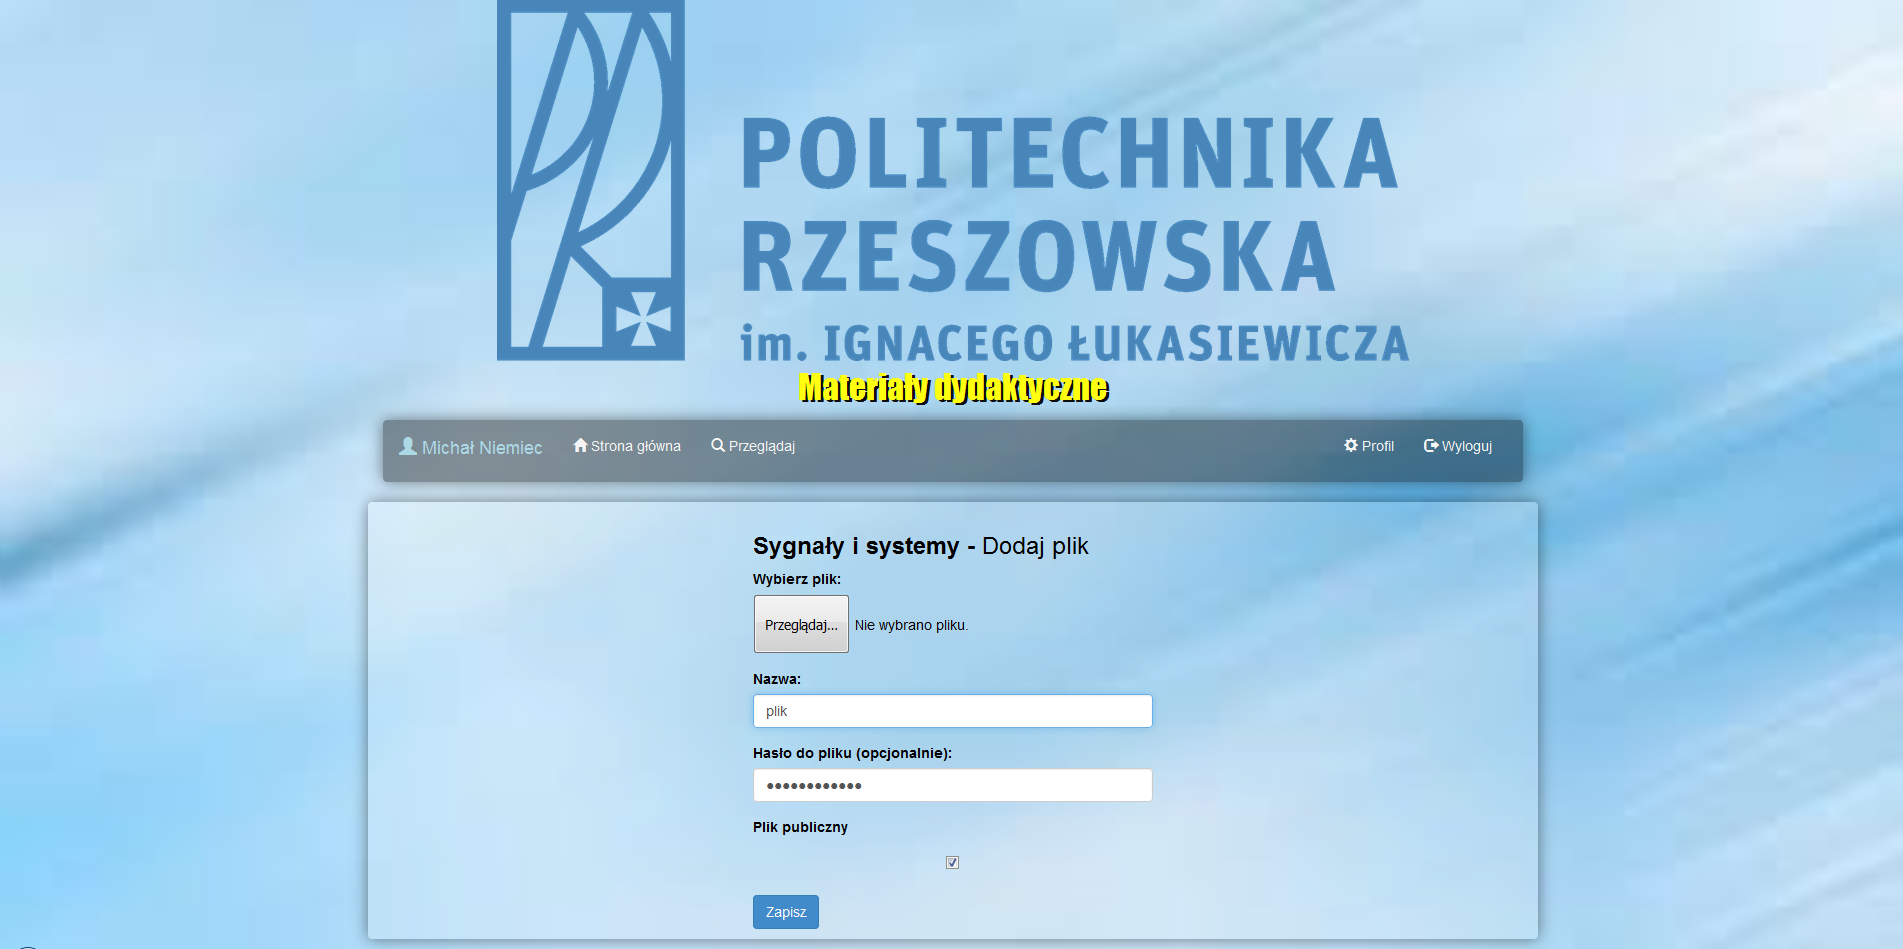 POLITECHNIKA
RZESZOWSKA
im. IGNACEGO ŁUKASIEWICZA
Materiały dydaktyczne
Michał Niemiec Strona główna Przeglądaj Profil Wyloguj
Sygnały i systemy - Dodaj plik
Wybierz plik:
Przeglądaj... Nie wybrano pliku.
Nazwa:
plik
Hasło do pliku (opcjonalnie):
●●●●●●●●●●●●
Plik publiczny
Zapisz